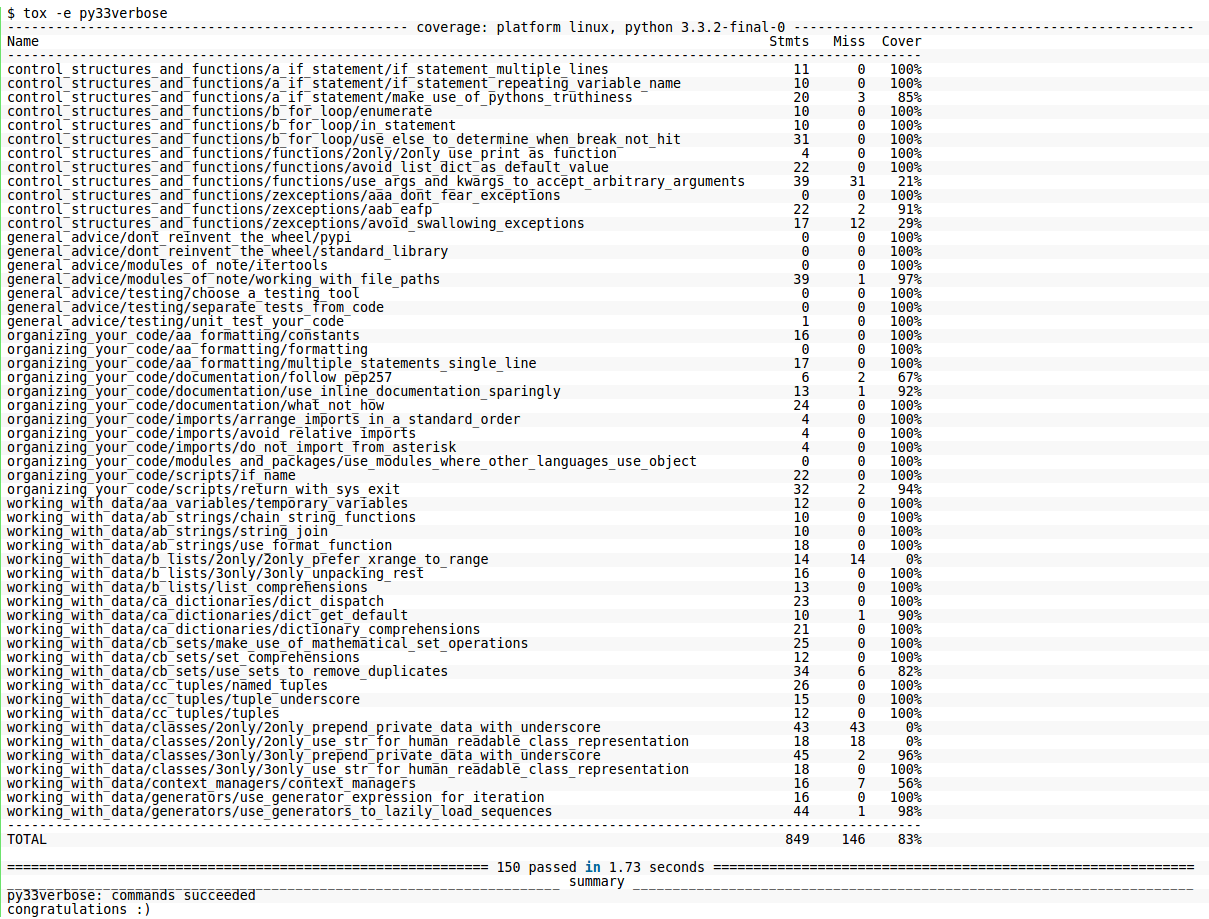 $ tox -e py33verbose
-------------------------------------------------- coverage: platform linux, python 3.3.2-final-0 --------------------------------------------------
Name Stmts Miss Cover
------------------------------------------------------------------------------------------------------------------
control_structures_and_functions/a_if_statement/if_statement_multiple_lines 11 0 100%
control_structures_and_functions/a_if_statement/if_statement_repeating_variable_name 10 0 100%
control_structures_and_functions/a_if_statement/make_use_of_pythons_truthiness 20 3 85%
control_structures_and_functions/b_for_loop/enumerate 10 0 100%
control_structures_and_functions/b_for_loop/in_statement 10 0 100%
control_structures_and_functions/b_for_loop/use_else_to_determine_when_break_not_hit 31 0 100%
control_structures_and_functions/functions/2only/2only_use_print_as_function 4 0 100%
control_structures_and_functions/functions/avoid_list_dict_as_default_value 22 0 100%
control_structures_and_functions/functions/use_args_and_kwargs_to_accept_arbitrary_arguments 39 31 21%
control_structures_and_functions/zexceptions/aaa_dont_fear_exceptions 0 0 100%
control_structures_and_functions/zexceptions/aab_eafp 22 2 91%
control_structures_and_functions/zexceptions/avoid_swallowing_exceptions 17 12 29%
general_advice/dont_reinvent_the_wheel/pypi 0 0 100%
general_advice/dont_reinvent_the_wheel/standard_library 0 0 100%
general_advice/modules_of_note/itertools 0 0 100%
general_advice/modules_of_note/working_with_file_paths 39 1 97%
general_advice/testing/choose_a_testing_tool 0 0 100%
general_advice/testing/separate_tests_from_code 0 0 100%
general_advice/testing/unit_test_your_code 1 0 100%
organizing_your_code/aa_formatting/constants 16 0 100%
organizing_your_code/aa_formatting/formatting 0 0 100%
organizing_your_code/aa_formatting/multiple_statements_single_line 17 0 100%
organizing_your_code/documentation/follow_pep257 6 2 67%
organizing_your_code/documentation/use_inline_documentation_sparingly 13 1 92%
organizing_your_code/documentation/what_not_how 24 0 100%
organizing_your_code/imports/arrange_imports_in_a_standard_order 4 0 100%
organizing_your_code/imports/avoid_relative_imports 4 0 100%
organizing_your_code/imports/do_not_import_from_asterisk 4 0 100%
organizing_your_code/modules_and_packages/use_modules_where_other_languages_use_object 0 0 100%
organizing_your_code/scripts/if_name 22 0 100%
organizing_your_code/scripts/return_with_sys_exit 32 2 94%
working_with_data/aa_variables/temporary_variables 12 0 100%
working_with_data/ab_strings/chain_string_functions 10 0 100%
working_with_data/ab_strings/string_join 10 0 100%
working_with_data/ab_strings/use_format_function 18 0 100%
working_with_data/b_lists/2only/2only_prefer_xrange_to_range 14 14 0%
working_with_data/b_lists/3only/3only_unpacking_rest 16 0 100%
working_with_data/b_lists/list_comprehensions 13 0 100%
working_with_data/ca_dictionaries/dict_dispatch 23 0 100%
working_with_data/ca_dictionaries/dict_get_default 10 1 90%
working_with_data/ca_dictionaries/dictionary_comprehensions 21 0 100%
working_with_data/cb_sets/make_use_of_mathematical_set_operations 25 0 100%
working_with_data/cb_sets/set_comprehensions 12 0 100%
working_with_data/cb_sets/use_sets_to_remove_duplicates 34 6 82%
working_with_data/cc_tuples/named_tuples 26 0 100%
working_with_data/cc_tuples/tuple_underscore 15 0 100%
working_with_data/cc_tuples/tuples 12 0 100%
working_with_data/classes/2only/2only_prepend_private_data_with_underscore 43 43 0%
working_with_data/classes/2only/2only_use_str_for_human_readable_class_representation 18 18 0%
working_with_data/classes/3only/3only_prepend_private_data_with_underscore 45 2 96%
working_with_data/classes/3only/3only_use_str_for_human_readable_class_representation 18 0 100%
working_with_data/context_managers/context_managers 16 7 56%
working_with_data/generators/use_generator_expression_for_iteration 16 0 100%
working_with_data/generators/use_generators_to_lazily_load_sequences 44 1 98%
------------------------------------------------------------------------------------------------------------------
TOTAL 849 146 83%
============================================================ 150 passed in 1.73 seconds ============================================================
_____________________________________________________________________ summary ______________________________________________________________________
py33verbose: commands succeeded
congratulations :)